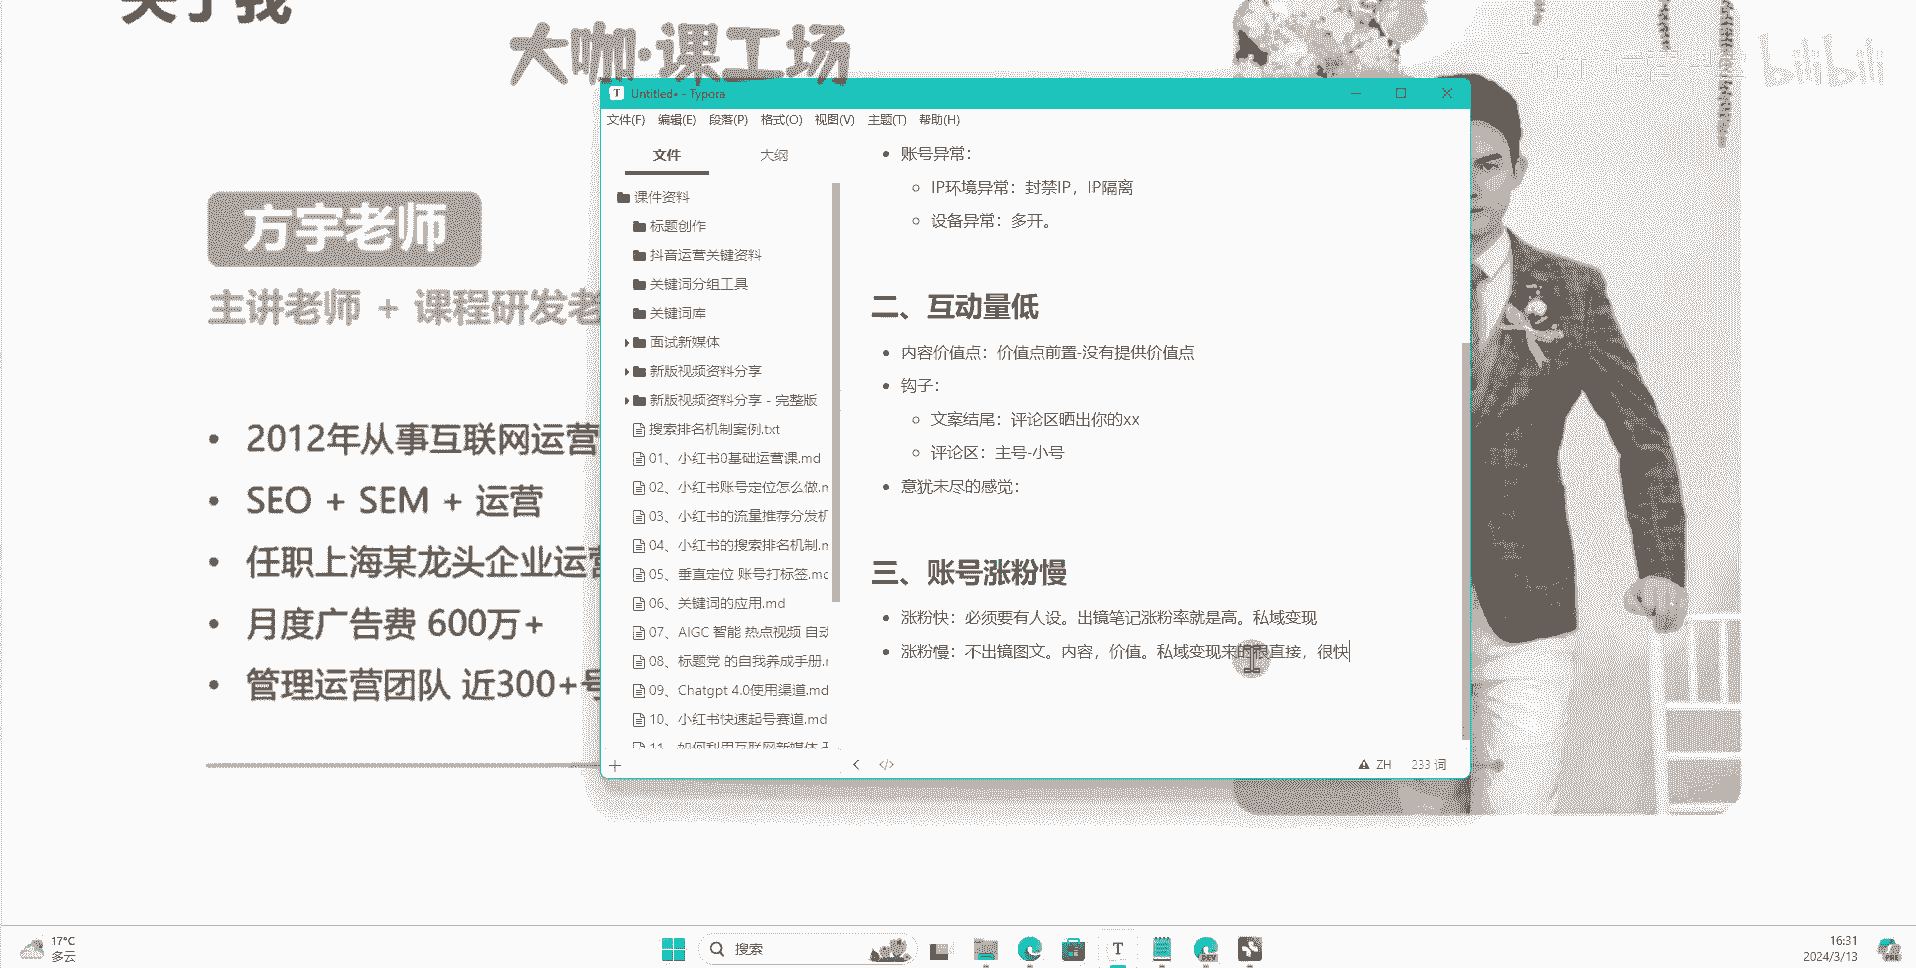 关于我
大咖·课工场
bilibili
方宇老师
主讲老师 + 课程研发老
2012年从事互联网运营
SEO + SEM + 运营
任职上海某龙头企业运营
月度广告费 600万+
管理运营团队 近300+号
Untitled• - Typora
文件(F) 编辑(E) 段落(P) 格式(O) 视图(V) 主题(T) 帮助(H)
文件 大纲
课件资料
标题创作
抖音运营关键资料
关键词分组工具
关键词库
面试新媒体
新版视频资料分享
新版视频资料分享 - 完整版
搜索排名机制案例.txt
01、小红书0基础运营课.md
02、小红书账号定位怎么做.m
03、小红书的流量推荐分发机
04、小红书的搜索排名机制.m
05、垂直定位 账号打标签.md
06、关键词的应用.md
07、AIGC 智能 热点视频 自动
08、标题党 的自我养成手册.m
09、Chatgpt 4.0使用渠道.md
10、小红书快速起号赛道.md
11、如何利用互联网新媒体
账号异常：
IP环境异常：封禁IP，IP隔离
设备异常：多开。
二、互动量低
内容价值点：价值点前置-没有提供价值点
钩子：
文案结尾：评论区晒出你的xx
评论区：主号-小号
意犹未尽的感觉：
三、账号涨粉慢
涨粉快：必须要有人设。出镜笔记涨粉率就是高。私域变现
涨粉慢：不出镜图文。内容，价值。私域变现来的很直接，很快
ZH 233 词
17°C
多云
搜索
16:31
2024/3/13